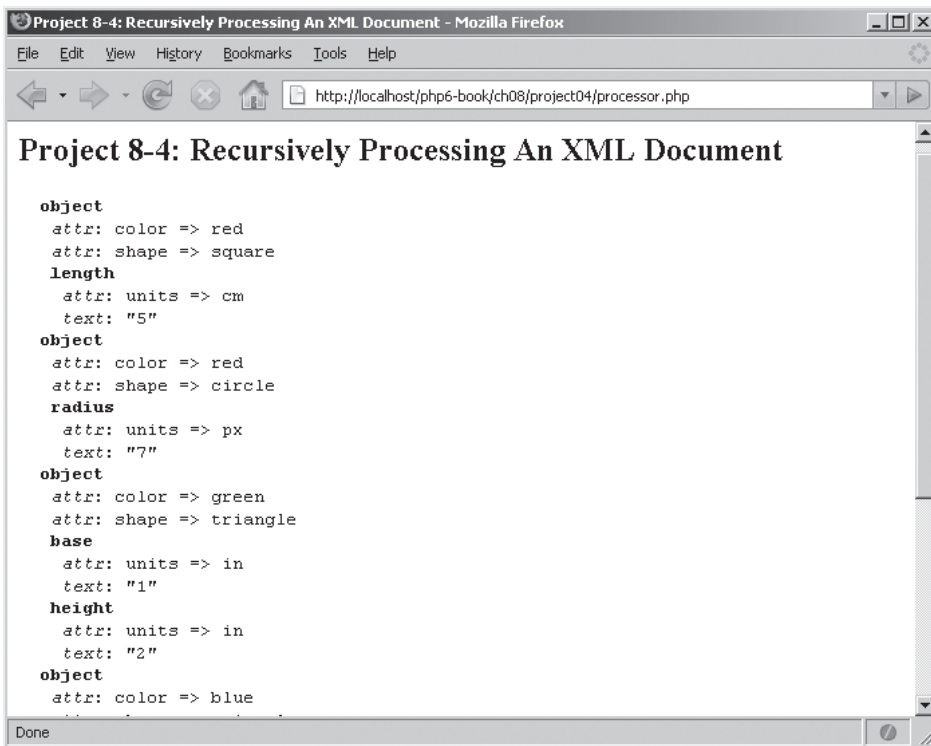 Project 8-4: Recursively Processing An XML Document - Mozilla Firefox
File Edit View History Bookmarks Tools Help
http://localhost/php6-book/ch08/project04/processor.php
Project 8-4: Recursively Processing An XML Document
object
attr: color => red
attr: shape => square
length
attr: units => cm
text: "5"
object
attr: color => red
attr: shape => circle
radius
attr: units => px
text: "7"
object
attr: color => green
attr: shape => triangle
base
attr: units => in
text: "1"
height
attr: units => in
text: "2"
object
attr: color => blue
Done